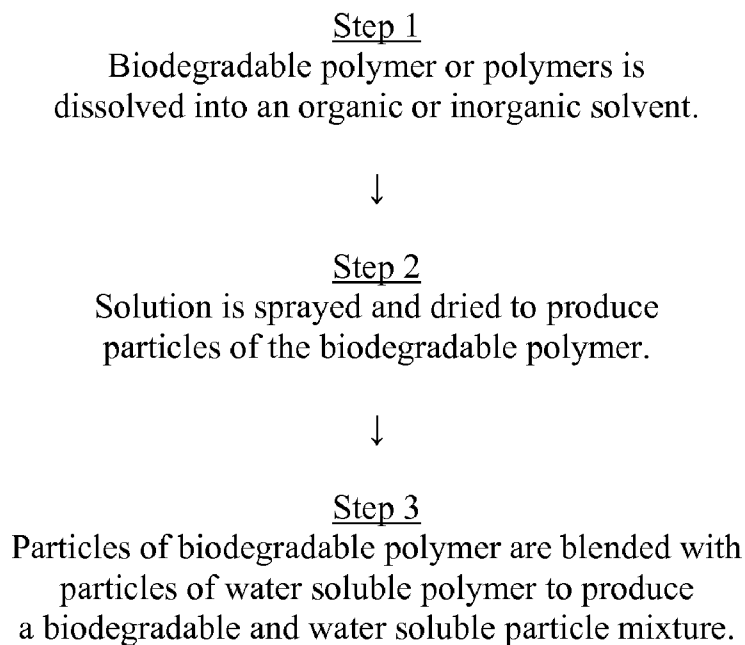 Step 1
Biodegradable polymer or polymers is
dissolved into an organic or inorganic solvent.
↓
Step 2
Solution is sprayed and dried to produce
particles of the biodegradable polymer.
↓
Step 3
Particles of biodegradable polymer are blended with
particles of water soluble polymer to produce
a biodegradable and water soluble particle mixture.